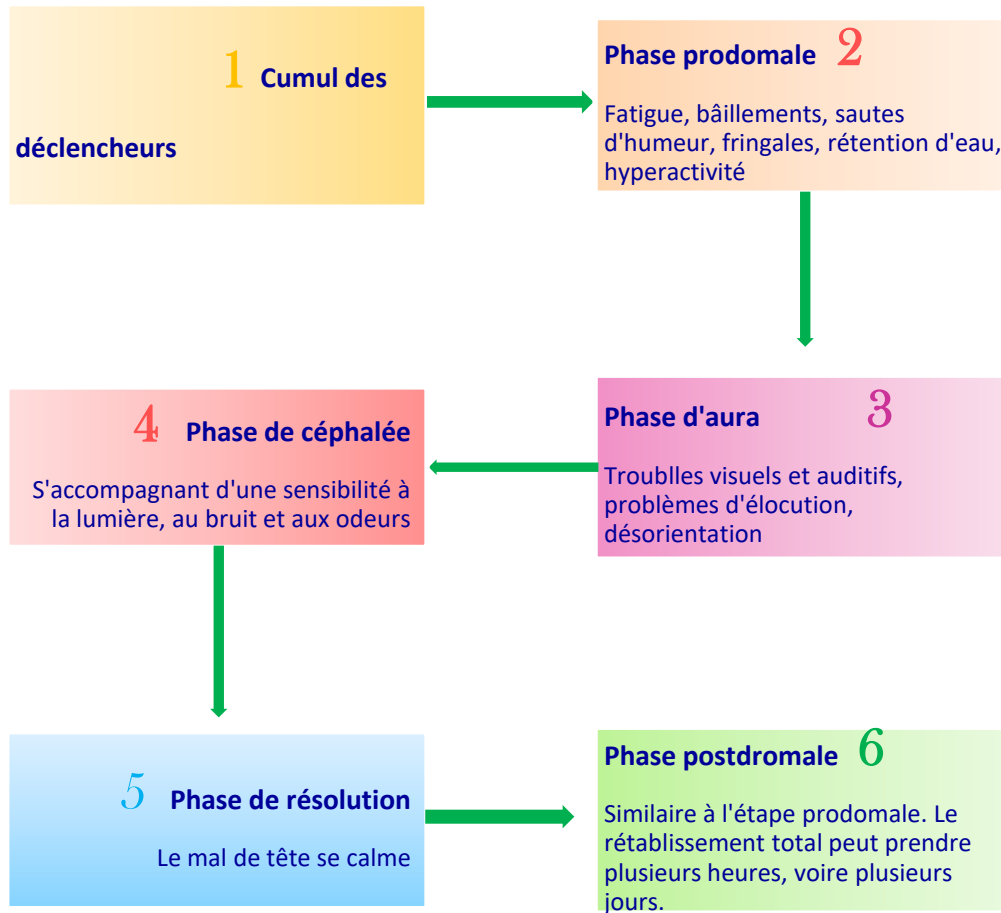 1 Cumul des
déclencheurs
Phase prodomale 2
Fatigue, bâillements, sautes
d'humeur, fringales, rétention d'eau,
hyperactivité
Phase d'aura 3
Troublles visuels et auditifs,
problèmes d'élocution,
désorientation
4 Phase de céphalée
S'accompagnant d'une sensibilité à
la lumière, au bruit et aux odeurs
5 Phase de résolution
Le mal de tête se calme
Phase postdromale 6
Similaire à l'étape prodomale. Le
rétablissement total peut prendre
plusieurs heures, voire plusieurs
jours.